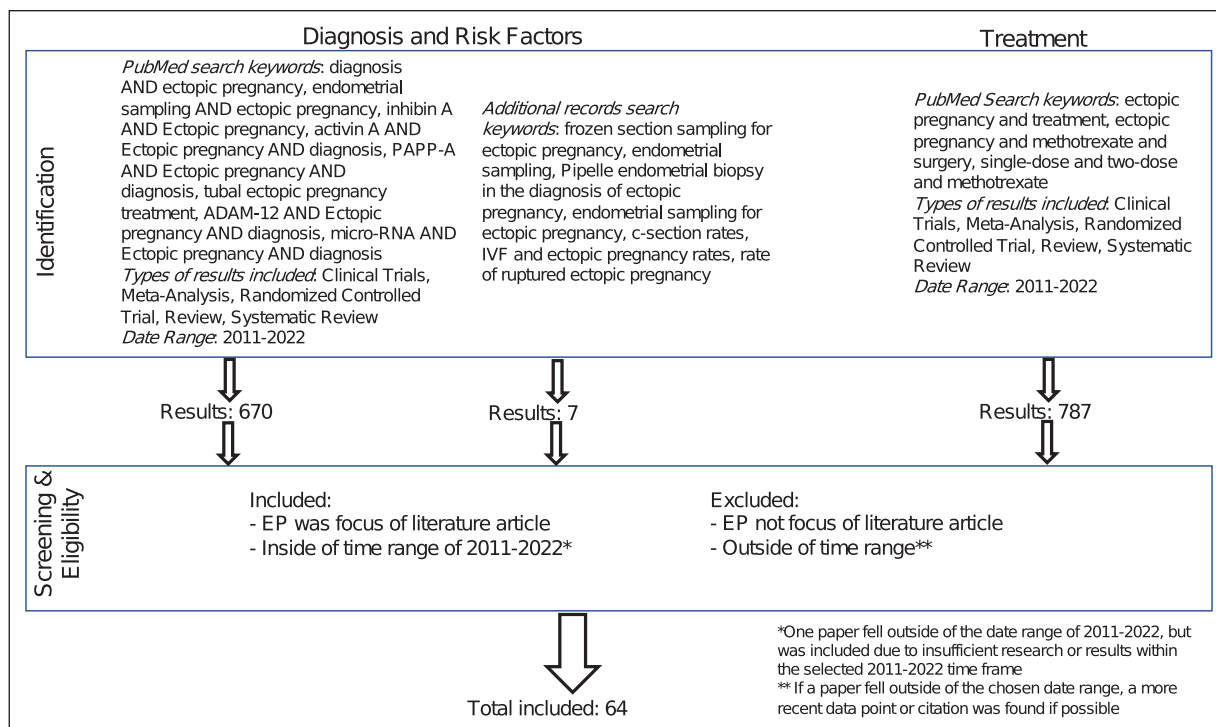 Diagnosis and Risk Factors
Treatment
Identification
PubMed search keywords: diagnosis
AND ectopic pregnancy, endometrial
sampling AND ectopic pregnancy, inhibin A
AND Ectopic pregnancy, activin A AND
Ectopic pregnancy AND diagnosis, PAPP-A
AND Ectopic pregnancy AND
diagnosis, tubal ectopic pregnancy
treatment, ADAM-12 AND Ectopic
pregnancy AND diagnosis, micro-RNA AND
Ectopic pregnancy AND diagnosis
Types of results included: Clinical Trials,
Meta-Analysis, Randomized Controlled
Trial, Review, Systematic Review
Date Range: 2011-2022
Additional records search
keywords: frozen section sampling for
ectopic pregnancy, endometrial
sampling, Pipelle endometrial biopsy
in the diagnosis of ectopic
pregnancy, endometrial sampling for
ectopic pregnancy, c-section rates,
IVF and ectopic pregnancy rates, rate
of ruptured ectopic pregnancy
PubMed Search keywords: ectopic
pregnancy and treatment, ectopic
pregnancy and methotrexate and
surgery, single-dose and two-dose
and methotrexate
Types of results included: Clinical
Trials, Meta-Analysis, Randomized
Controlled Trial, Review, Systematic
Review
Date Range: 2011-2022
Results: 670
Results: 7
Results: 787
Screening &
Eligibility
Included:
- EP was focus of literature article
- Inside of time range of 2011-2022*
Excluded:
- EP not focus of literature article
- Outside of time range**
Total included: 64
*One paper fell outside of the date range of 2011-2022, but
was included due to insufficient research or results within
the selected 2011-2022 time frame
** If a paper fell outside of the chosen date range, a more
recent data point or citation was found if possible